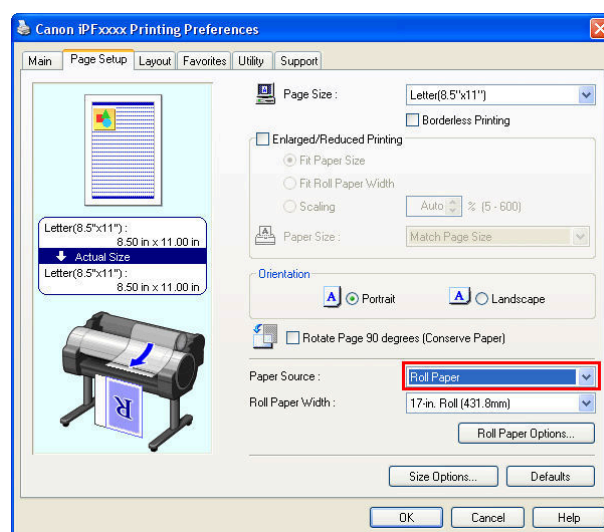 Canon iPFxxxx Printing Preferences
Main Page Setup Layout Favorites Utility Support
Page Size : Letter(8.5"x11")
Borderless Printing
Enlarged/Reduced Printing
Fit Paper Size
Fit Roll Paper Width
Scaling Auto % (5 - 600)
Paper Size : Match Page Size
Letter(8.5"x11") :
8.50 in x 11.00 in
Actual Size
Letter(8.5"x11") :
8.50 in x 11.00 in
Orientation
A Portrait A Landscape
Rotate Page 90 degrees (Conserve Paper)
R
Paper Source : Roll Paper
Roll Paper Width : 17-in. Roll (431.8mm)
Roll Paper Options...
Size Options... Defaults
OK Cancel Help